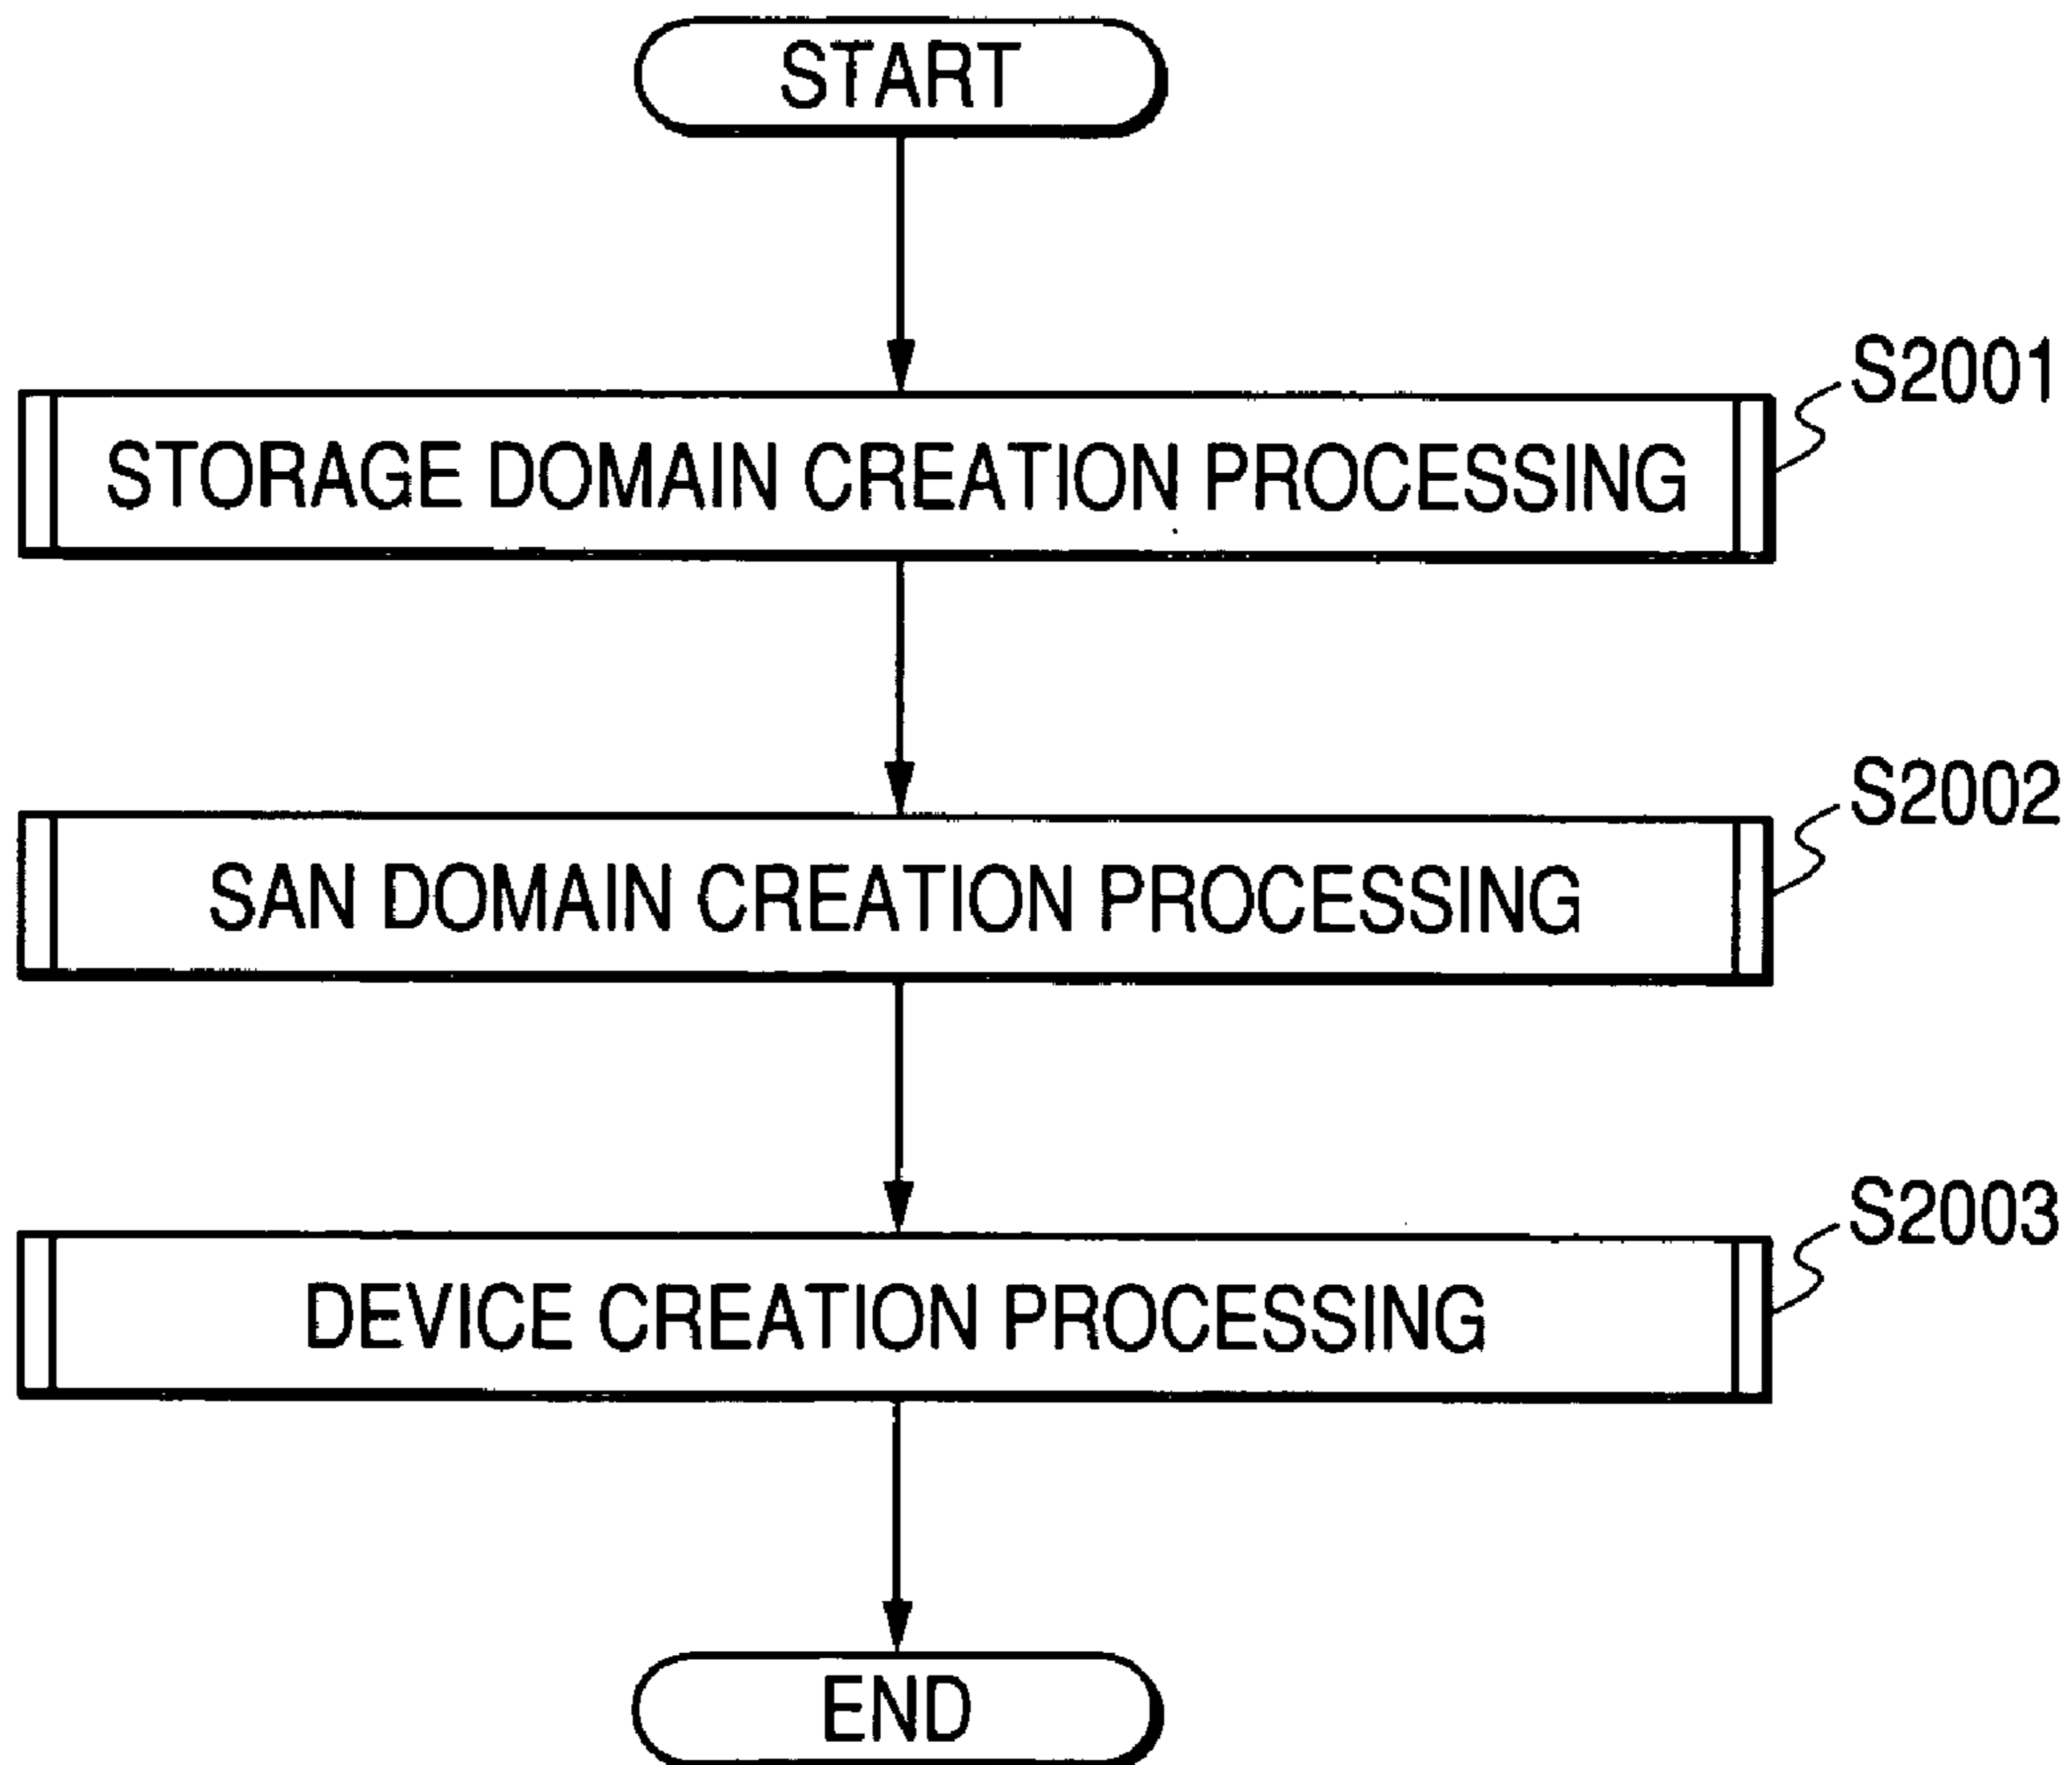 START
S2001
STORAGE DOMAIN CREATION PROCESSING
S2002
SAN DOMAIN CREATION PROCESSING
S2003
DEVICE CREATION PROCESSING
END